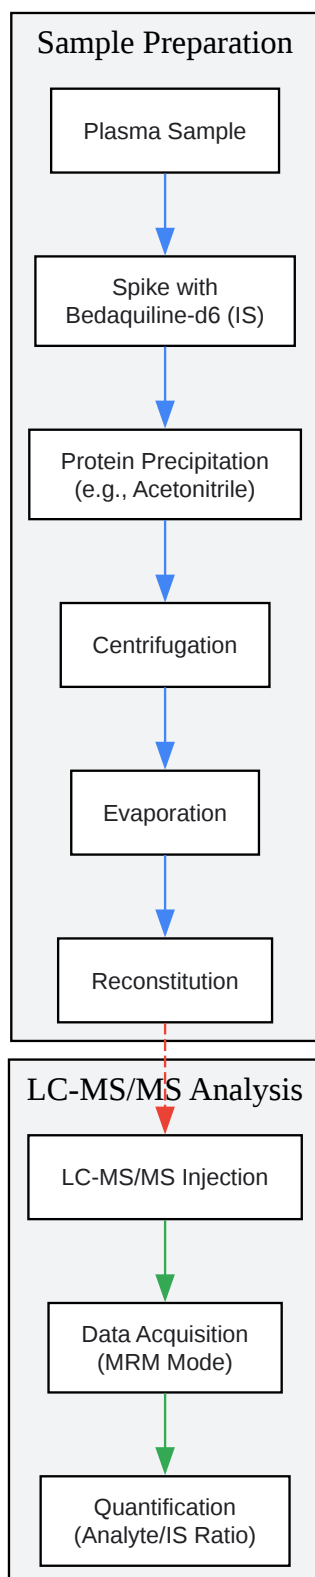 Sample Preparation
Plasma Sample
Spike with
Bedaquiline-d6 (IS)
Protein Precipitation
(e.g., Acetonitrile)
Centrifugation
Evaporation
Reconstitution
LC-MS/MS Analysis
LC-MS/MS Injection
Data Acquisition
(MRM Mode)
Quantification
(Analyte/IS Ratio)